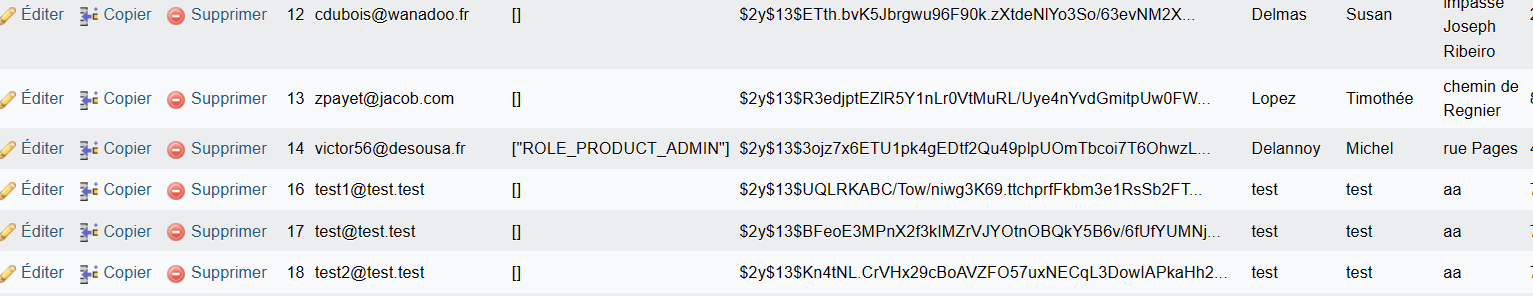 Éditer Copier Supprimer 12 cdubois@wanadoo.fr [] $2y$13$ETth.bvK5Jbrgwu96F90k.zXtdeNlYo3So/63evNM2X... Delmas Susan impasse
Joseph
Ribeiro
Éditer Copier Supprimer 13 zpayet@jacob.com [] $2y$13$R3edjptEZlR5Y1nLr0VtMuRL/Uye4nYvdGmitpUw0FW... Lopez Timothée chemin de
Regnier
Éditer Copier Supprimer 14 victor56@desousa.fr ["ROLE_PRODUCT_ADMIN"] $2y$13$3ojz7x6ETU1pk4gEDtf2Qu49plpUOmTbcoi7T6OhwzL... Delannoy Michel rue Pages
Éditer Copier Supprimer 16 test1@test.test [] $2y$13$UQLRKABC/Tow/niwg3K69.ttchprfFkbm3e1RsSb2FT... test test aa
Éditer Copier Supprimer 17 test@test.test [] $2y$13$BFeoE3MPnX2f3klMZrVJYOtnOBQkY5B6v/6fUfYUMNj... test test aa
Éditer Copier Supprimer 18 test2@test.test [] $2y$13$Kn4tNL.CrVHx29cBoAVZFO57uxNECqL3DowlAPkaHh2... test test aa